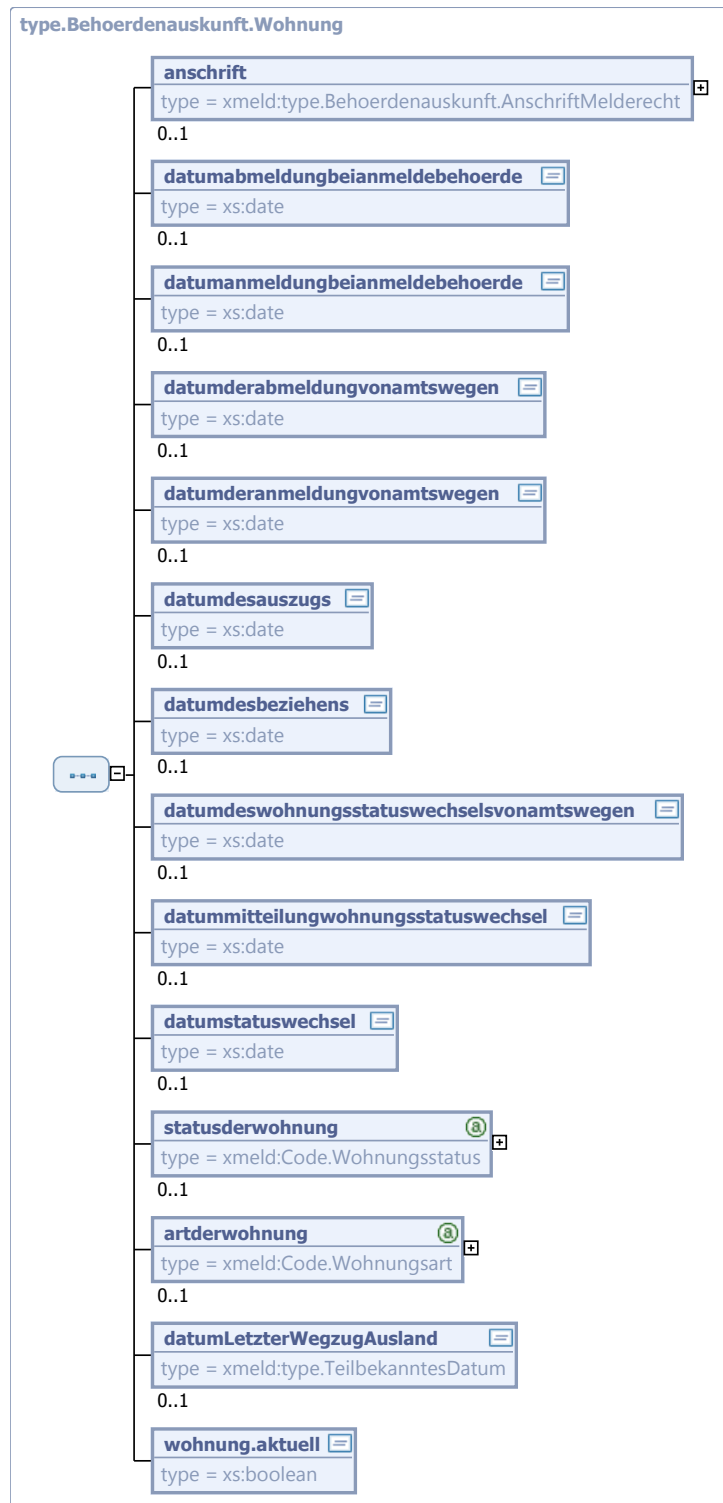 type.Behoerdenauskunft.Wohnung
anschrift
type = xmeld:type.Behoerdenauskunft.AnschriftMelderecht
0..1
datumabmeldungbeianmeldebehoerde
type = xs:date
0..1
datumanmeldungbeianmeldebehoerde
type = xs:date
0..1
datumderabmeldungvonamtswegen
type = xs:date
0..1
datumderanmeldungvonamtswegen
type = xs:date
0..1
datumdesauszugs
type = xs:date
0..1
datumdesbeziehens
type = xs:date
0..1
datumdeswohnungsstatuswechselsvonamtswegen
type = xs:date
0..1
datummitteilungwohnungsstatuswechsel
type = xs:date
0..1
datumstatuswechsel
type = xs:date
0..1
statusderwohnung
type = xmeld:Code.Wohnungsstatus
0..1
artderwohnung
type = xmeld:Code.Wohnungsart
0..1
datumLetzterWegzugAusland
type = xmeld:type.TeilbekanntesDatum
0..1
wohnung.aktuell
type = xs:boolean